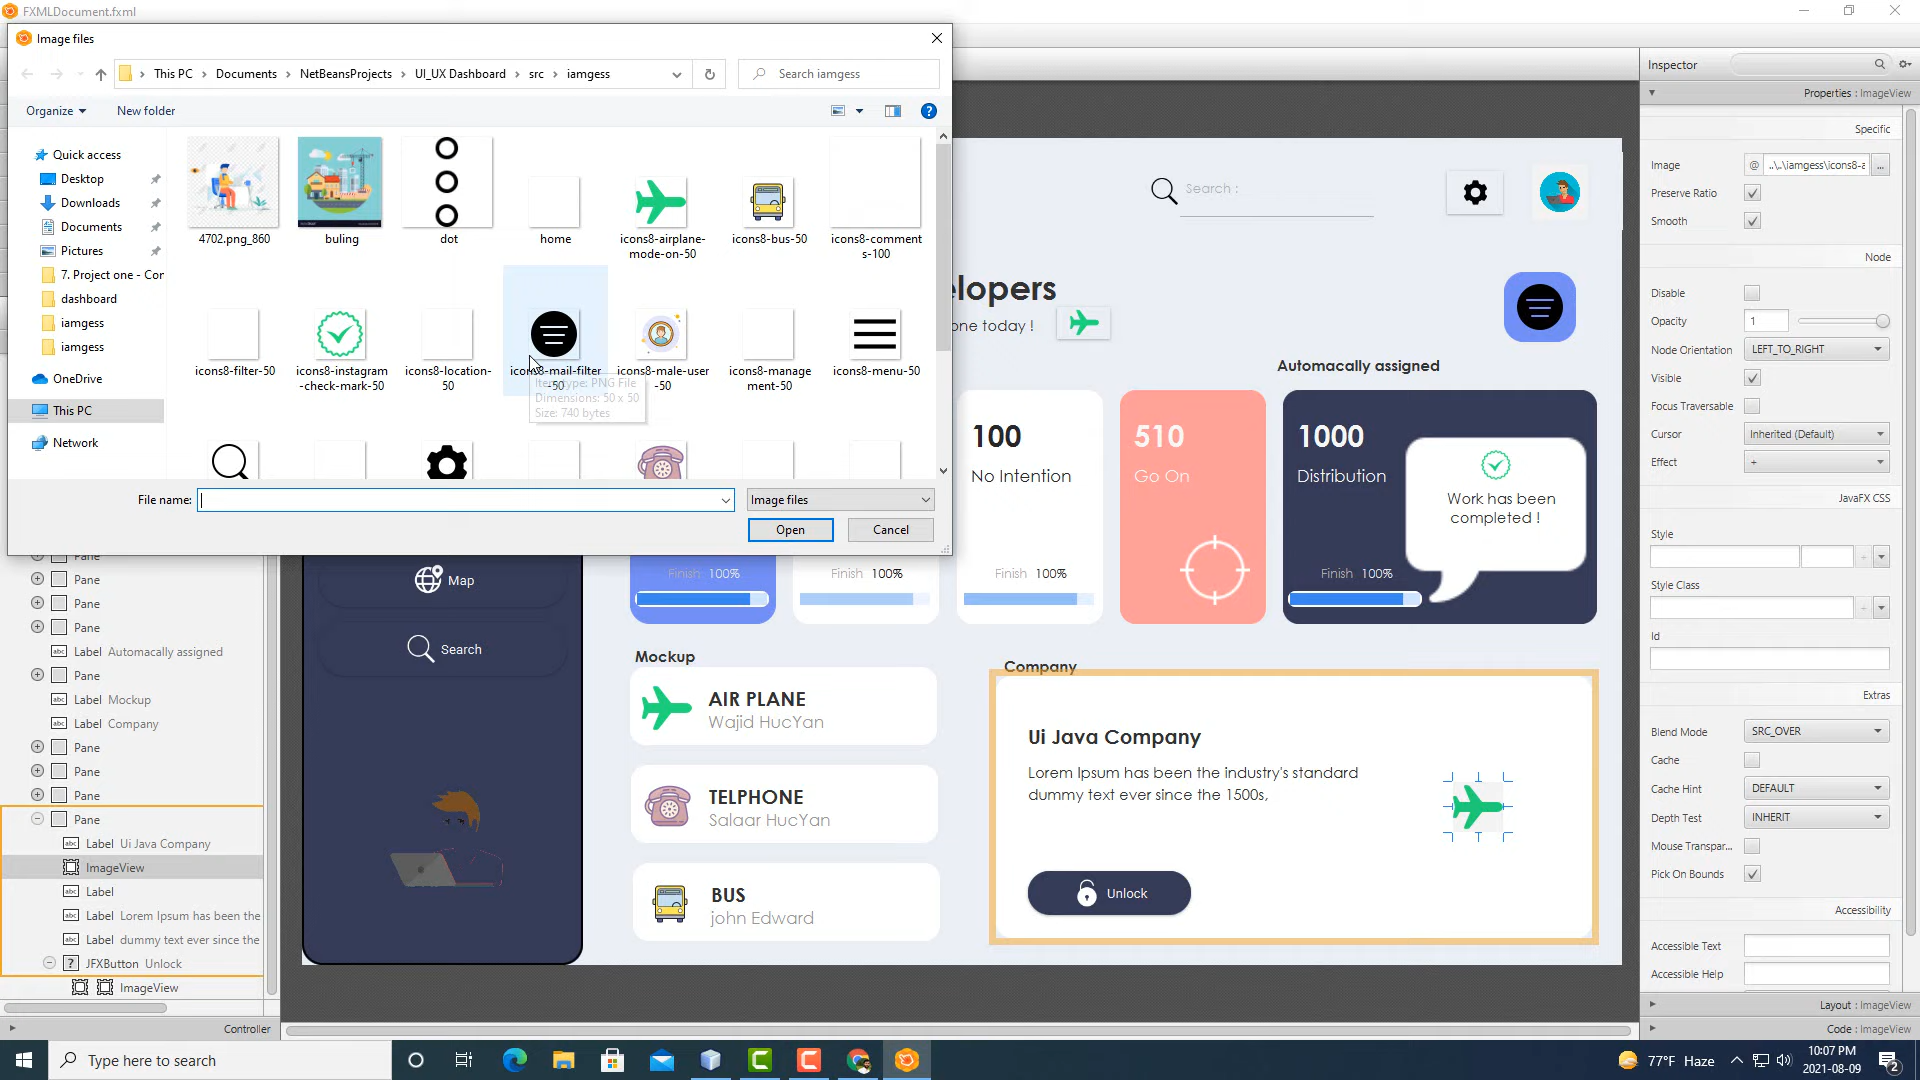 FXMLDocument.fxml
Image files
This PC
Documents
NetBeansProjects
UI_UX Dashboard
src
iamgess
Search iamgess
Organize
New folder
Quick access
Desktop
Downloads
Documents
Pictures
7. Project one - Cor
dashboard
iamgess
iamgess
OneDrive
This PC
Network
4702.png_860
buling
dot
home
icons8-airplane-
mode-on-50
icons8-bus-50
icons8-comment
s-100
icons8-filter-50
icons8-instagram
-check-mark-50
icons8-location-
50
icons8-mail-filter
-50
icons8-male-user
-50
icons8-manage
ment-50
icons8-menu-50
Item type: PNG File
Dimensions: 50 x 50
Size: 740 bytes
File name:
Image files
Open
Cancel
Pane
Pane
Pane
Pane
Label Automacally assigned
Pane
Label Mockup
Label Company
Pane
Pane
Pane
Pane
Label Ui Java Company
ImageView
Label
Label Lorem Ipsum has been the
Label dummy text ever since the
JFXButton Unlock
ImageView
Controller
Map
Search
Search :
elopers
one today !
Automacally assigned
100
No Intention
Finish 100%
Finish 100%
Finish 100%
510
Go On
1000
Distribution
Finish 100%
Work has been
completed !
Mockup
AIR PLANE
Wajid HucYan
TELPHONE
Salaar HucYan
BUS
john Edward
Company
Ui Java Company
Lorem Ipsum has been the industry's standard
dummy text ever since the 1500s,
Unlock
Inspector
Properties : ImageView
Specific
Image
@
..\..\iamgess\icons8-a
...
Preserve Ratio
Smooth
Node
Disable
Opacity
1
Node Orientation
LEFT_TO_RIGHT
Visible
Focus Traversable
Cursor
Inherited (Default)
Effect
+
JavaFX CSS
Style
Style Class
Id
Extras
Blend Mode
SRC_OVER
Cache
Cache Hint
DEFAULT
Depth Test
INHERIT
Mouse Transpar...
Pick On Bounds
Accessibility
Accessible Text
Accessible Help
Layout : ImageView
Code : ImageView
Type here to search
77°F Haze
10:07 PM
2021-08-09
2